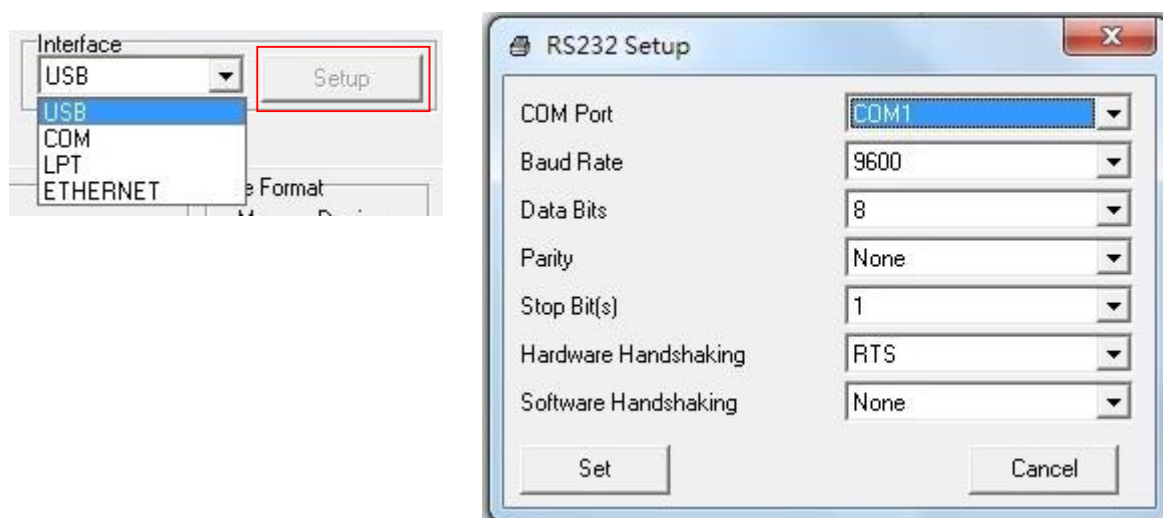 Interface
USB
Setup
USB
COM
LPT
ETHERNET
Format
RS232 Setup
COM Port COM1
Baud Rate 9600
Data Bits 8
Parity None
Stop Bit(s) 1
Hardware Handshaking RTS
Software Handshaking None
Set Cancel